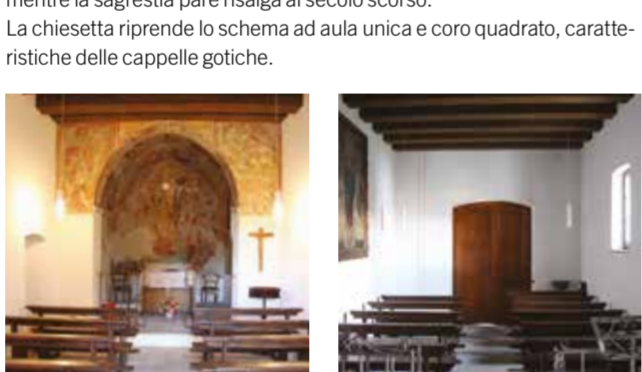 mentre la sagrestia pare risalga al secolo scorso.
La chiesetta riprende lo schema ad aula unica e coro quadrato, caratte-
ristiche delle cappelle gotiche.